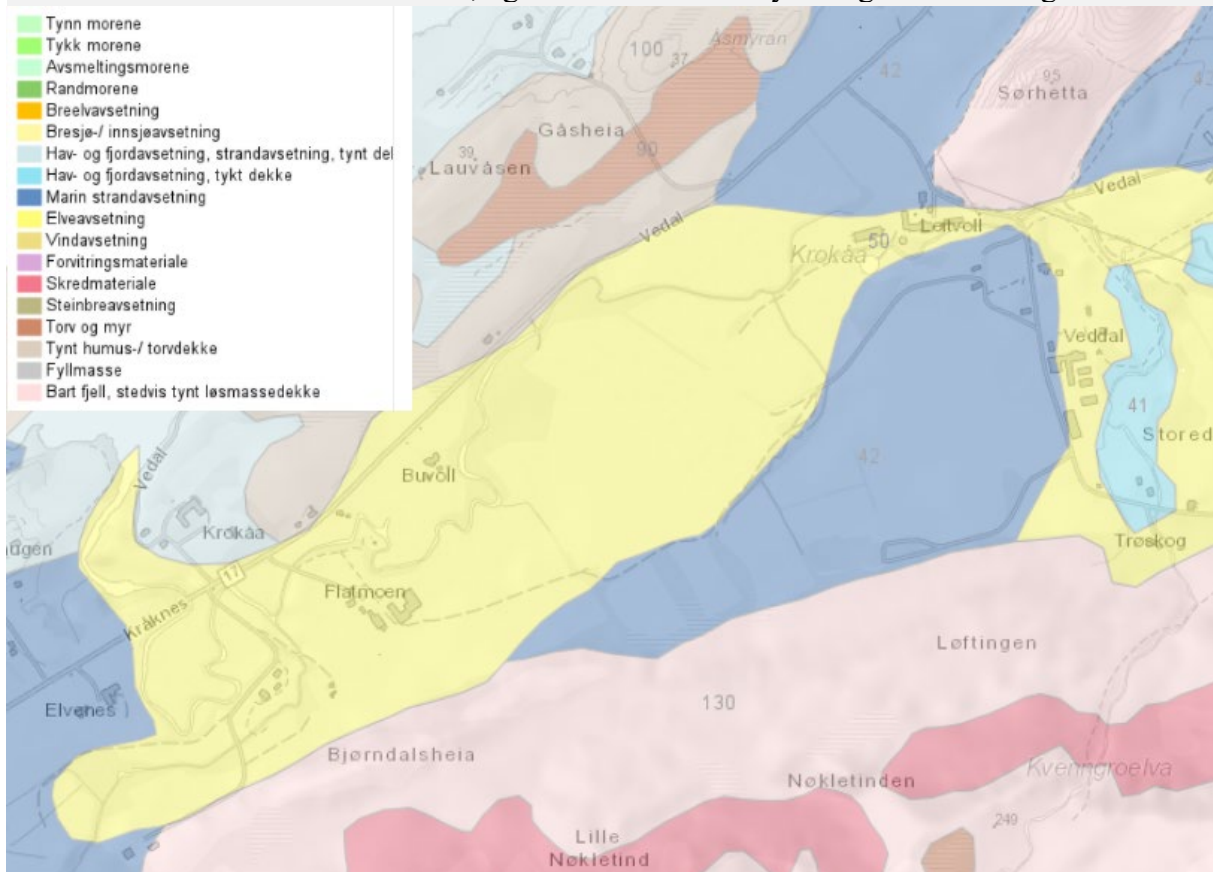 Tynn morene
Tykk morene
Avsmeltingsmorene
Randmorene
Breelvavsetning
Bresjø-/ innsjøavsetning
Hav- og fjordavsetning, strandavsetning, tynt del
Hav- og fjordavsetning, tykt dekke
Marin strandavsetning
Elveavsetning
Vindavsetning
Forvitringsmateriale
Skredmateriale
Steinbreavsetning
Torv og myr
Tynt humus-/ torvdekke
Fyllmasse
Bart fjell, stedvis tynt løsmassedekke
Åsmyran
100
37
42
95
Sørhetta
Gåsheia
90
39
Lauvåsen
Vedal
Vedal
Leitvoll
Krokåa
50
Veddal
41
Stored
Buvoll
42
Vedal
Krokåa
ugen
Trøskog
17
Flatmoen
Kråknes
Løftingen
130
Elvenes
Bjørndalsheia
Kvenngroelva
Nøkletinden
249
Lille
Nøkletind